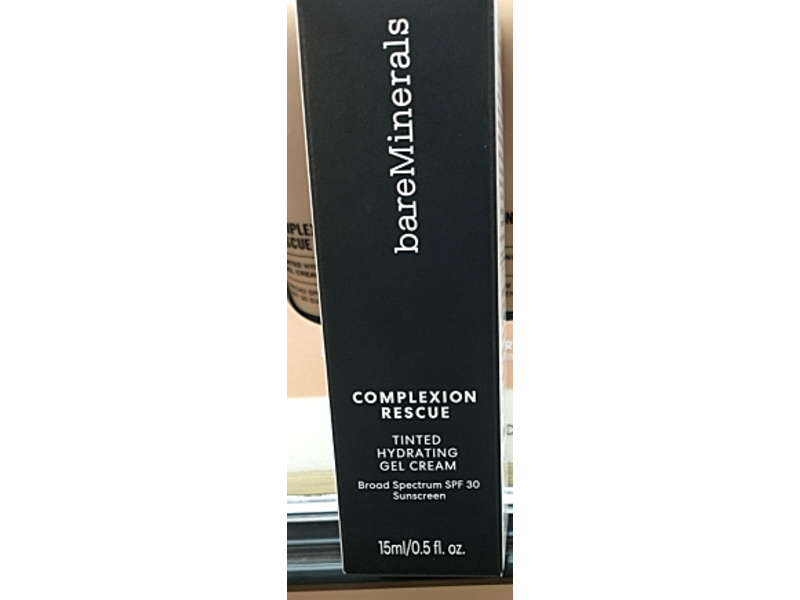 bareMinerals
COMPLEXION
RESCUE
TINTED
HYDRATING
GEL CREAM
Broad Spectrum SPF 30
Sunscreen
15ml/0.5 fl. oz.